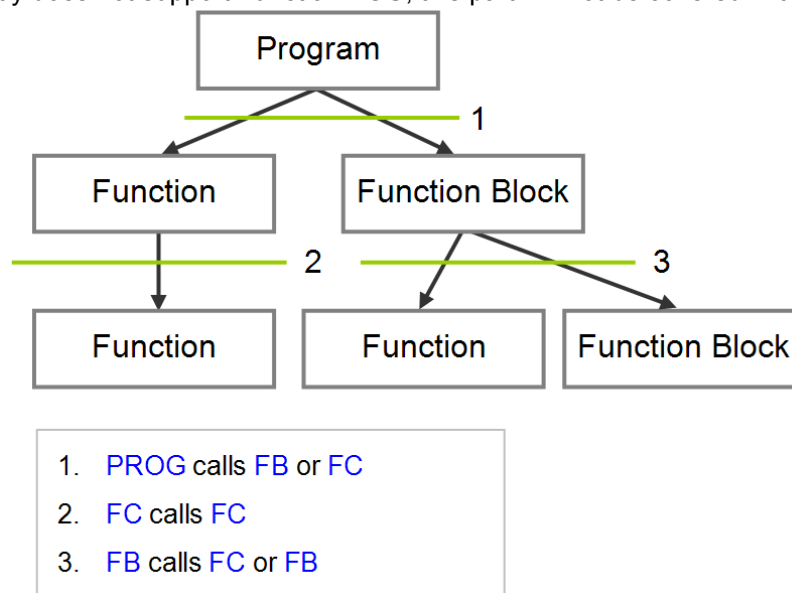 Program
1
Function Function Block
2 3
Function Function Function Block
1. PROG calls FB or FC
2. FC calls FC
3. FB calls FC or FB